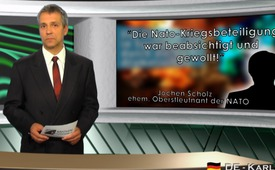 "Die Nato-Kriegsbeteiligung
war beabsichtigt und
gewollt!"
Jochen Scholz
ehem. Oberstleutnant der NATO
DE-KARL